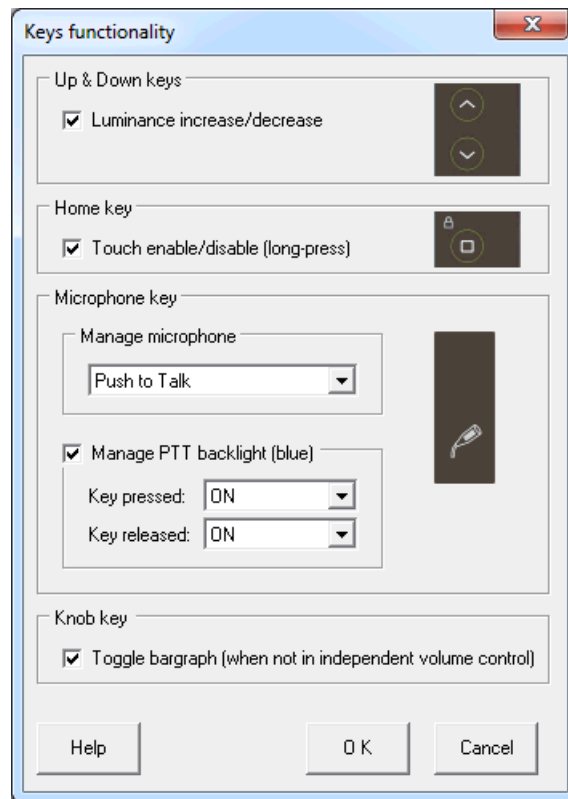 Keys functionality
Up & Down keys
Luminance increase/decrease
Home key
Touch enable/disable (long-press)
Microphone key
Manage microphone
Push to Talk
Manage PTT backlight (blue)
Key pressed: ON
Key released: ON
Knob key
Toggle bargraph (when not in independent volume control)
Help
O K
Cancel